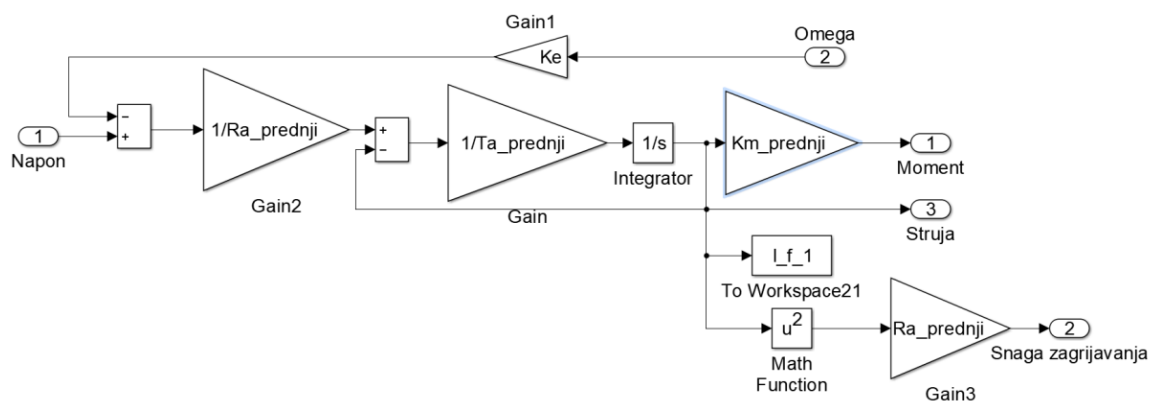 Gain1
Omega
Ke
2
−
+
1
Napon
1/Ra_prednji
Gain2
+
−
1/Ta_prednji
Gain
1/s
Integrator
Km_prednji
1
Moment
3
Struja
I_f_1
To Workspace21
u²
Math
Function
Ra_prednji
Gain3
2
Snaga zagrijavanja